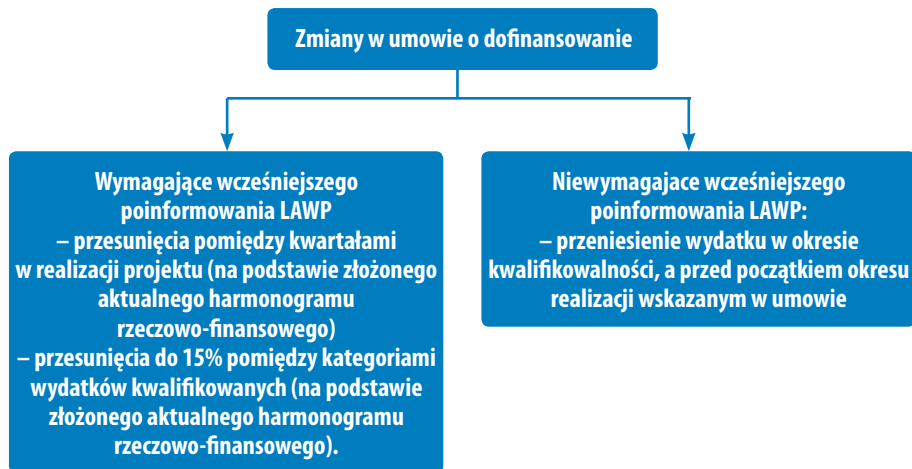 Zmiany w umowie o dofinansowanie
Wymagające wcześniejszego
poinformowania LAWP
– przesunięcia pomiędzy kwartałami
w realizacji projektu (na podstawie złożonego
aktualnego harmonogramu
rzeczowo-finansowego)
– przesunięcia do 15% pomiędzy kategoriami
wydatków kwalifikowanych (na podstawie
złożonego aktualnego harmonogramu
rzeczowo-finansowego).
Niewymagajace wcześniejszego
poinformowania LAWP:
– przeniesienie wydatku w okresie
kwalifikowalności, a przed początkiem okresu
realizacji wskazanym w umowie